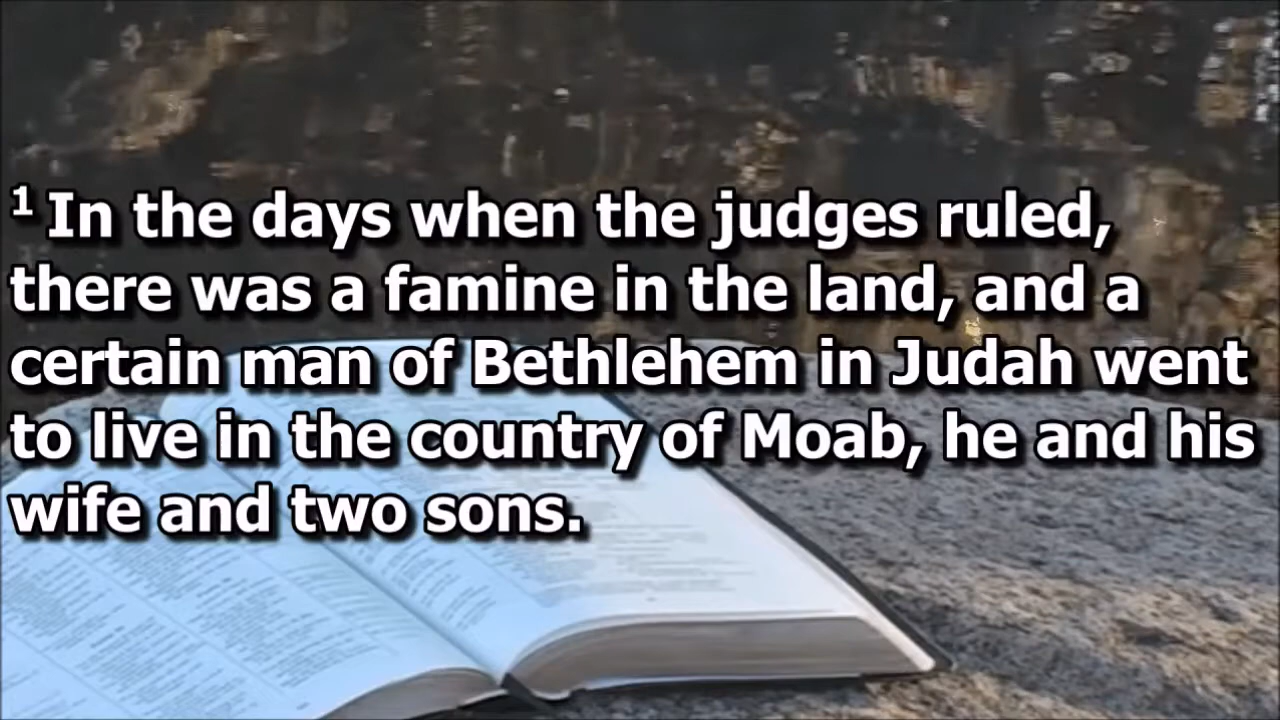 1 In the days when the judges ruled,
there was a famine in the land, and a
certain man of Bethlehem in Judah went
to live in the country of Moab, he and his
wife and two sons.